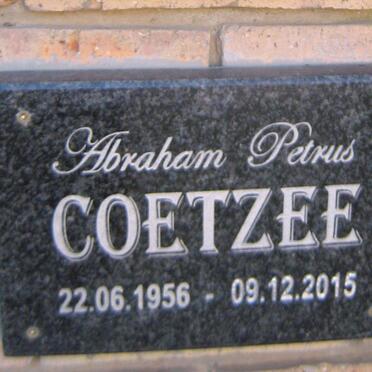 Abraham Petrus
COETZEE
22.06.1956 - 09.12.2015